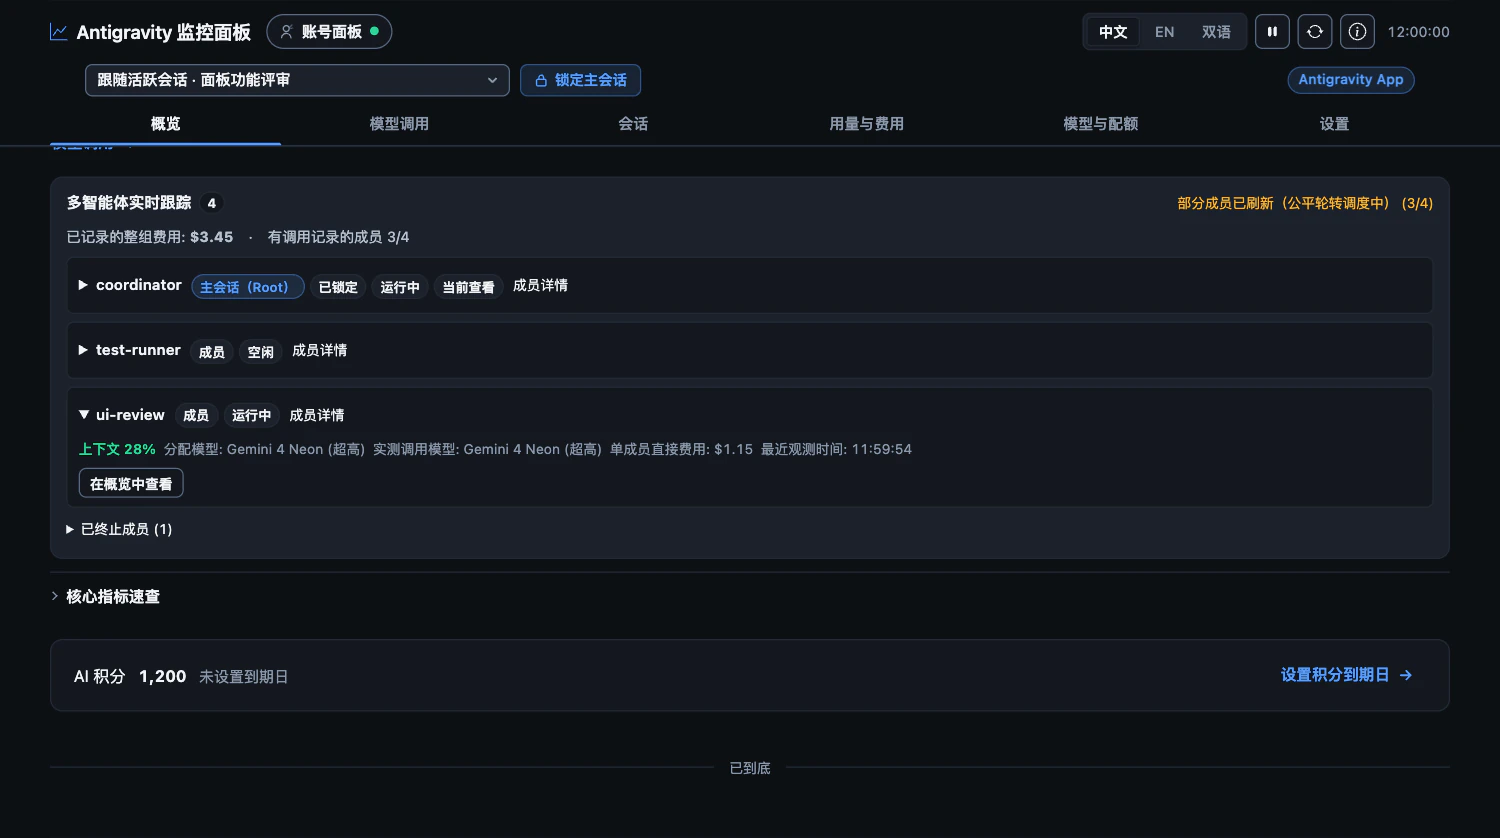 Antigravity 监控面板
账号面板
中文 EN 双语
12:00:00
跟随活跃会话 · 面板功能评审
锁定主会话
Antigravity App
概览 模型调用 会话 用量与费用 模型与配额 设置
多智能体实时跟踪 4
部分成员已刷新（公平轮转调度中） (3/4)
已记录的整组费用: $3.45 · 有调用记录的成员 3/4
coordinator 主会话（Root） 已锁定 运行中 当前查看 成员详情
test-runner 成员 空闲 成员详情
ui-review 成员 运行中 成员详情
上下文 28% 分配模型: Gemini 4 Neon (超高) 实测调用模型: Gemini 4 Neon (超高) 单成员直接费用: $1.15 最近观测时间: 11:59:54
在概览中查看
已终止成员 (1)
核心指标速查
AI 积分 1,200 未设置到期日
设置积分到期日 →
已到底